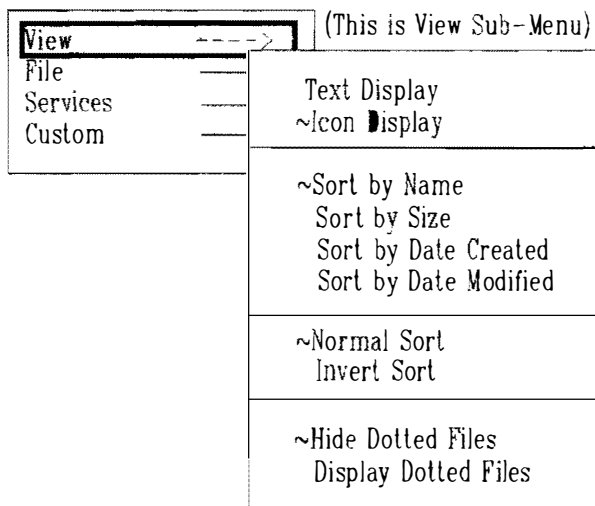 (This is View Sub-Menu)
View
File
Services
Custom
Text Display
~Icon Display
~Sort by Name
Sort by Size
Sort by Date Created
Sort by Date Modified
~Normal Sort
Invert Sort
~Hide Dotted Files
Display Dotted Files